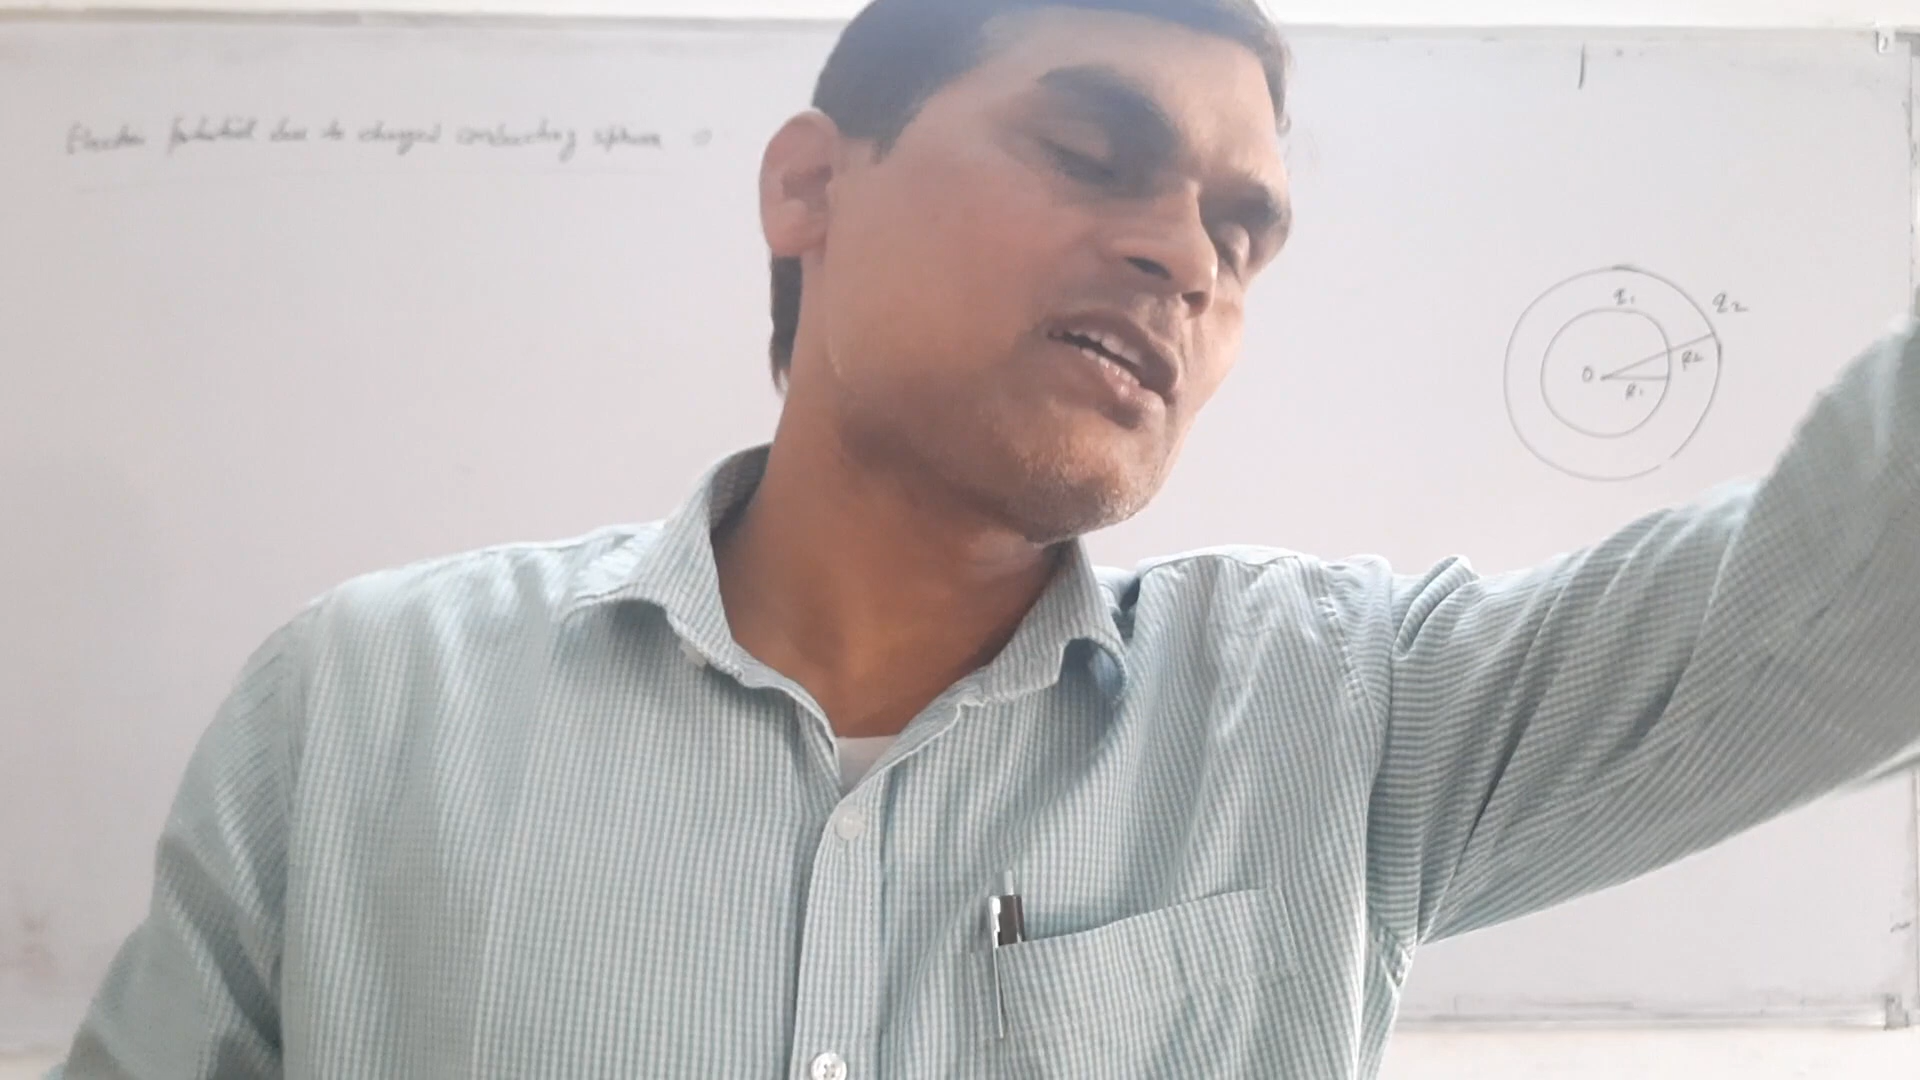 Electric Potential due to charged conducting sphere
q1
q2
R2
O
R1